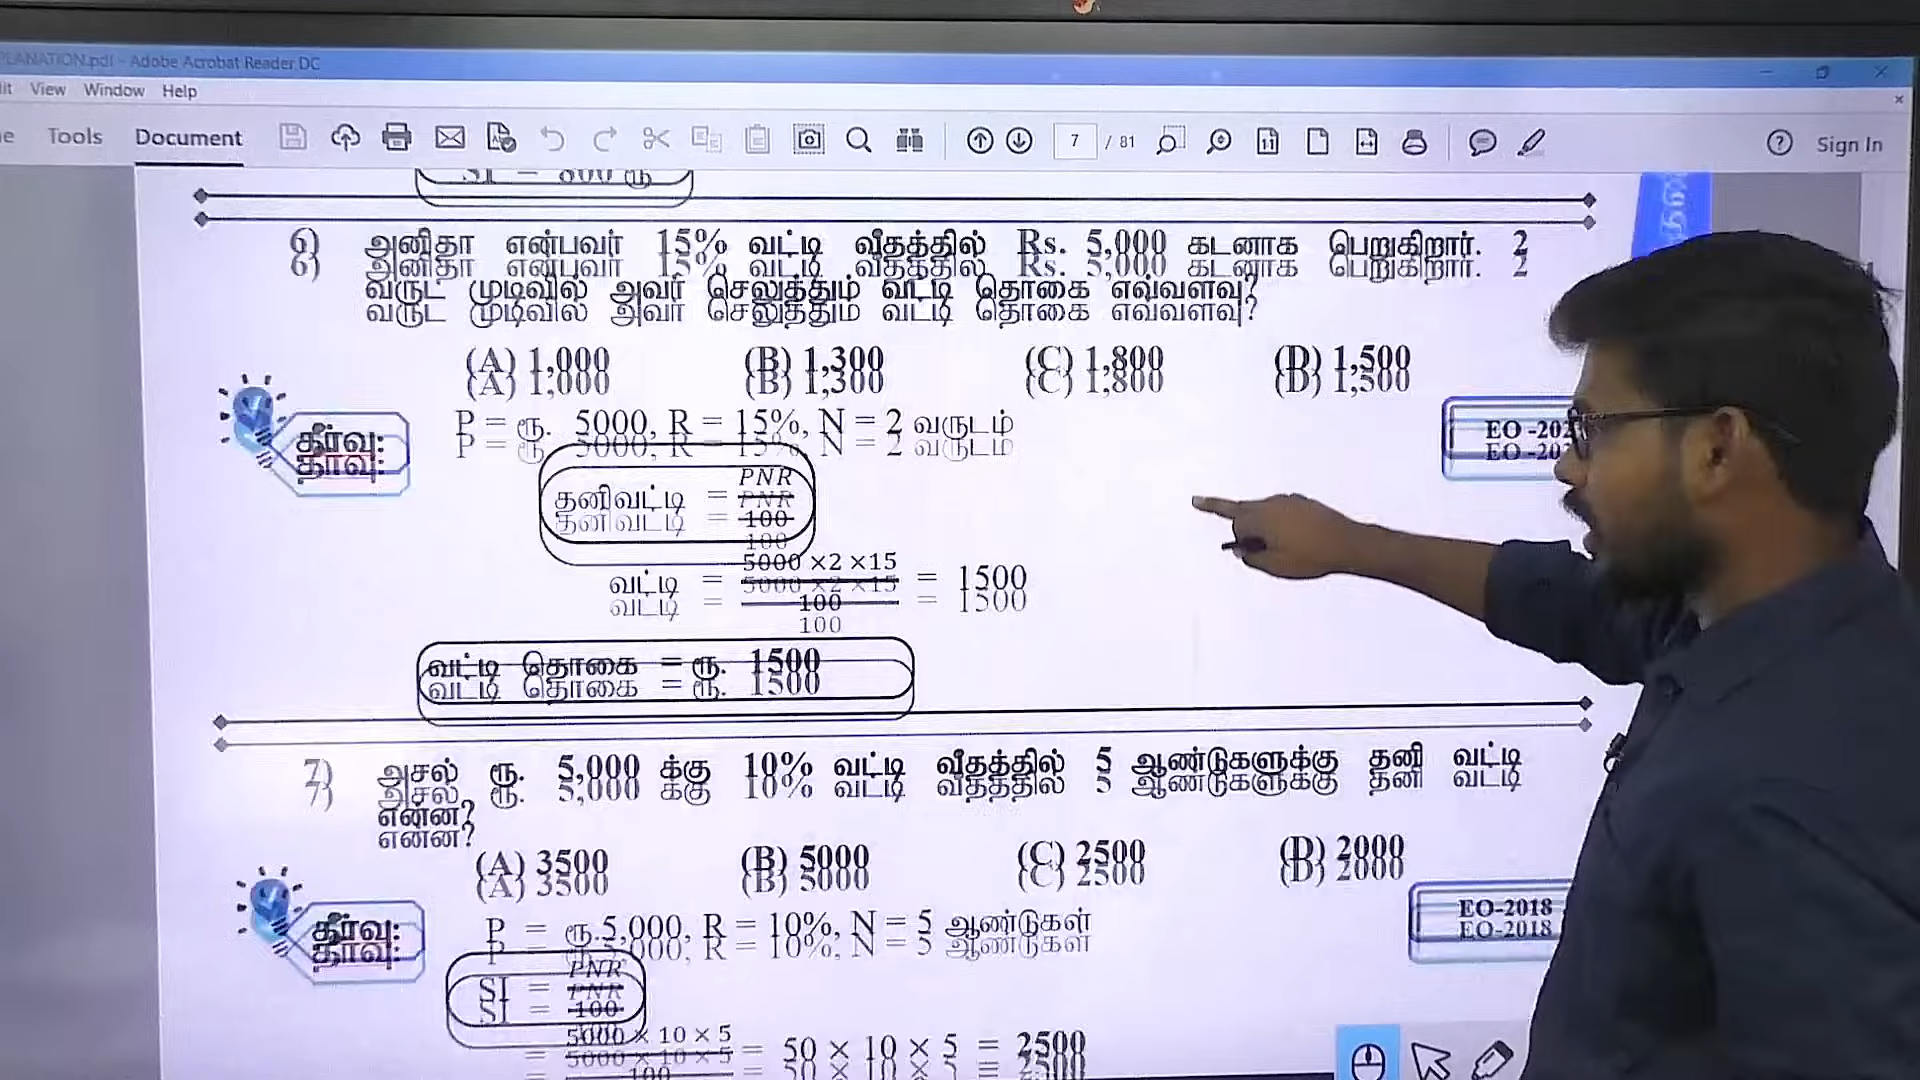 PLANATION.pdf - Adobe Acrobat Reader DC
View Window Help
Tools Document 7 / 81 Sign In
SI = 800 ரூ
6) அனிதா என்பவர் 15% வட்டி வீதத்தில் Rs. 5,000 கடனாக பெறுகிறார். 2
வருட முடிவில் அவர் செலுத்தும் வட்டி தொகை எவ்வளவு?
(A) 1,000 (B) 1,300 (C) 1,800 (D) 1,500
தீர்வு:
P = ரூ. 5000, R = 15%, N = 2 வருடம்
EO -202
தனிவட்டி = PNR
100
வட்டி = 5000 ×2 ×15 = 1500
100
வட்டி தொகை = ரூ. 1500
7) அசல் ரூ. 5,000 க்கு 10% வட்டி வீதத்தில் 5 ஆண்டுகளுக்கு தனி வட்டி
என்ன?
(A) 3500 (B) 5000 (C) 2500 (D) 2000
தீர்வு:
P = ரூ.5,000, R = 10%, N = 5 ஆண்டுகள்
EO-2018
SI = PNR
100
= 5000 × 10 × 5 = 50 × 10 × 5 = 2500
100